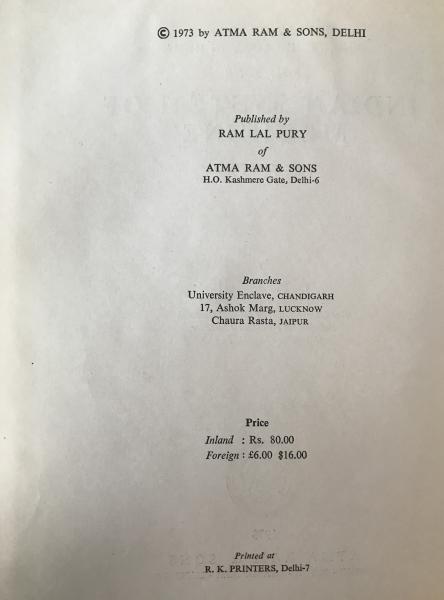 © 1973 by ATMA RAM & SONS, DELHI
Published by
RAM LAL PURY
of
ATMA RAM & SONS
H.O. Kashmere Gate, Delhi-6
Branches
University Enclave, CHANDIGARH
17, Ashok Marg, LUCKNOW
Chaura Rasta, JAIPUR
Price
Inland : Rs. 80.00
Foreign : £6.00 $16.00
Printed at
R. K. PRINTERS, Delhi-7